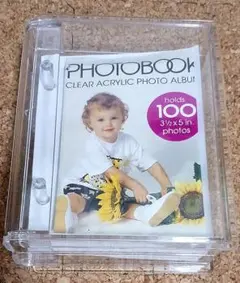 PHOTOBOOK
CLEAR ACRYLIC PHOTO ALBU
holds
100
3½x5 in
photos